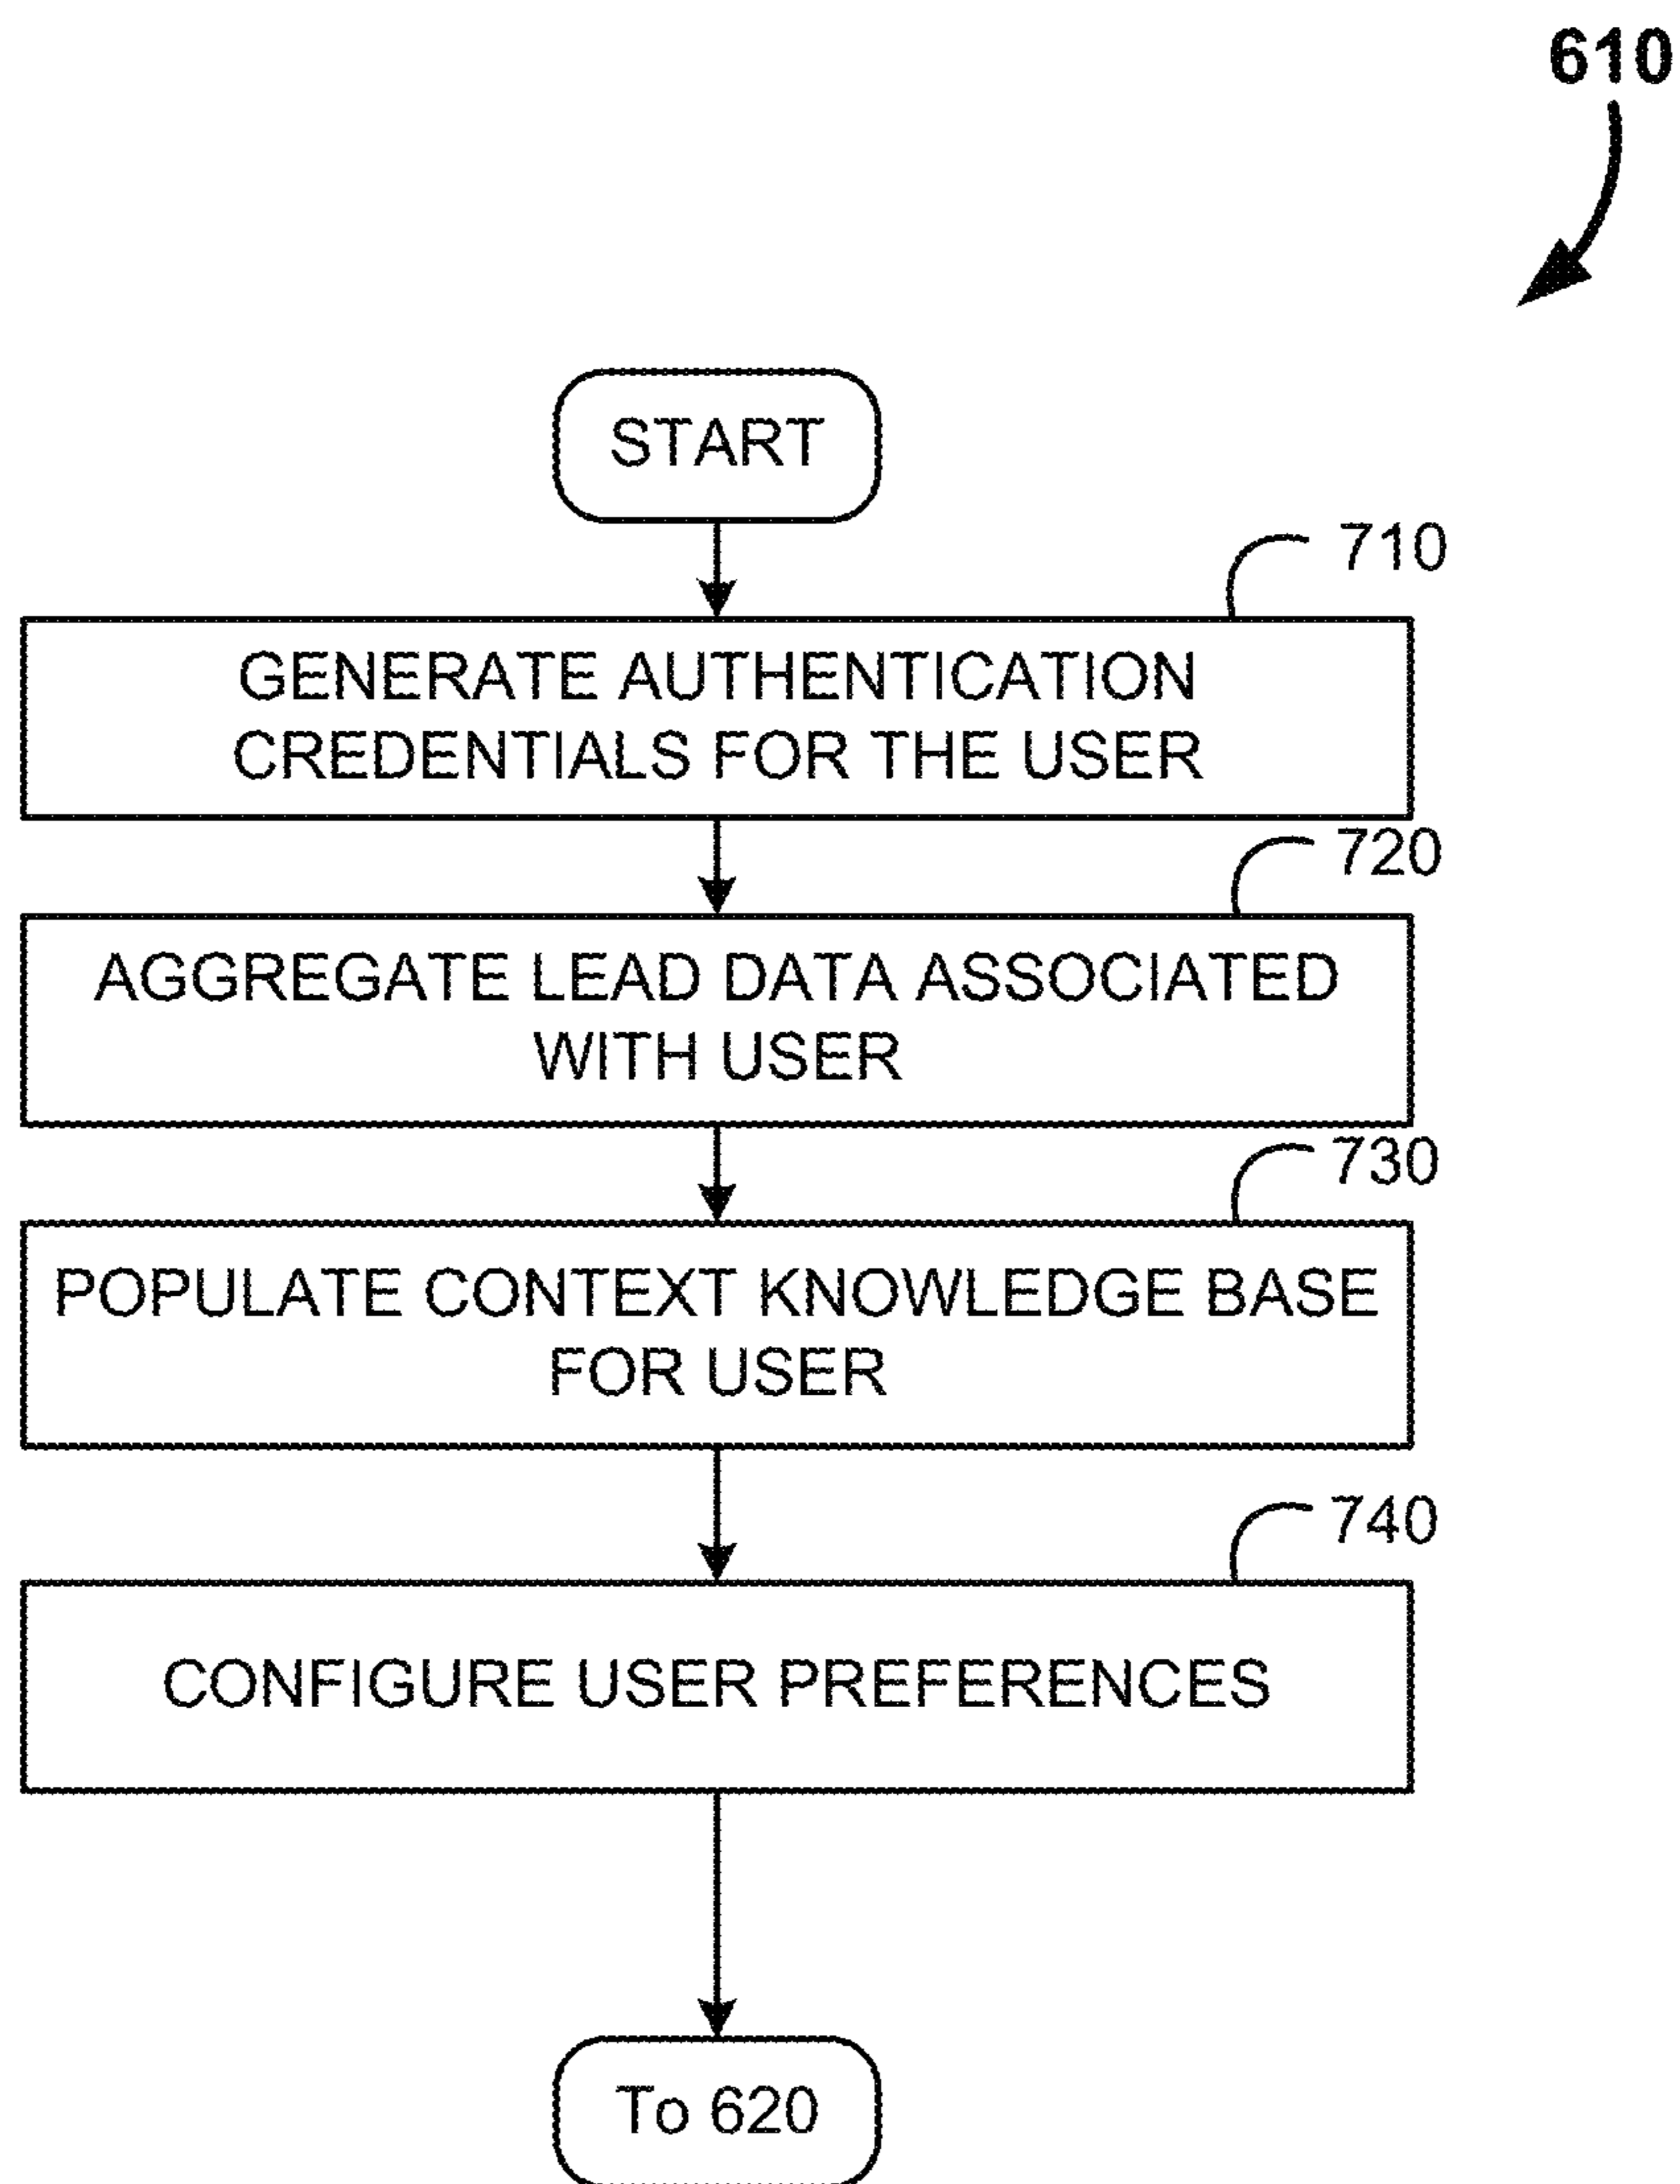 610
START
710
GENERATE AUTHENTICATION
CREDENTIALS FOR THE USER
720
AGGREGATE LEAD DATA ASSOCIATED
WITH USER
730
POPULATE CONTEXT KNOWLEDGE BASE
FOR USER
740
CONFIGURE USER PREFERENCES
To 620